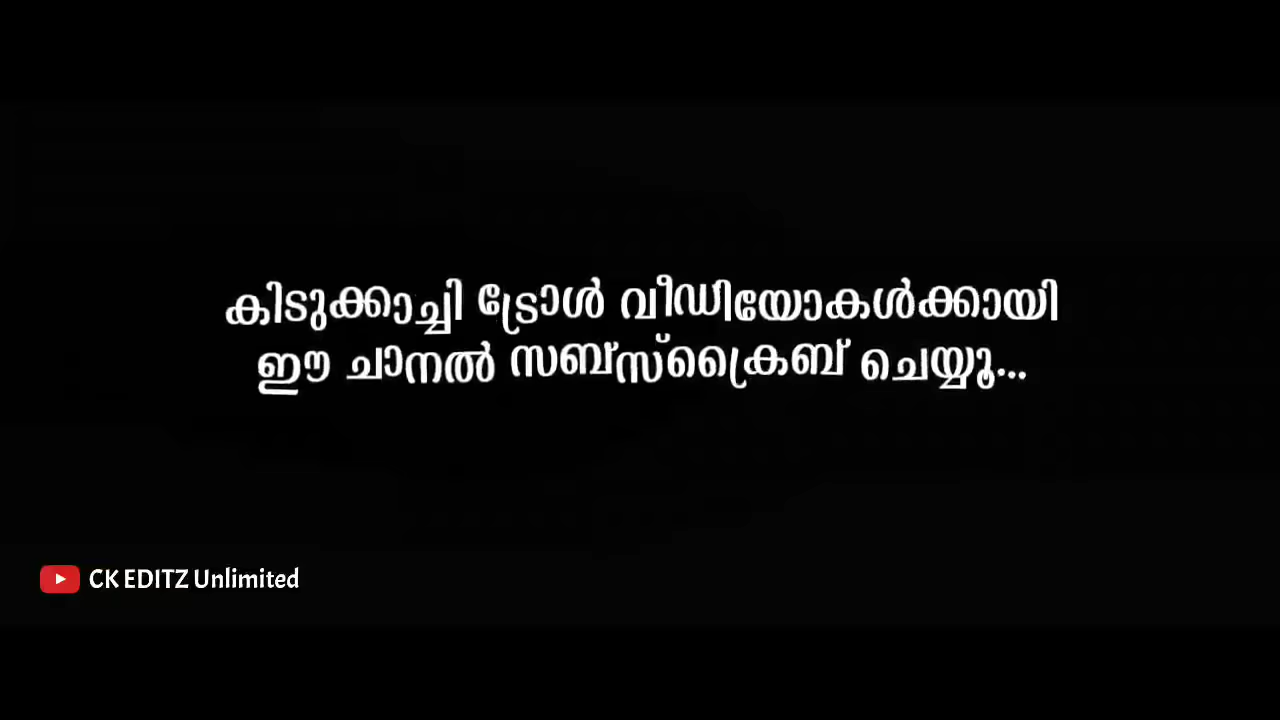 കിടുക്കാച്ചി ട്രോൾ വീഡിയോകൾക്കായി
ഈ ചാനൽ സബ്സ്ക്രൈബ് ചെയ്യൂ...
CK EDITZ Unlimited